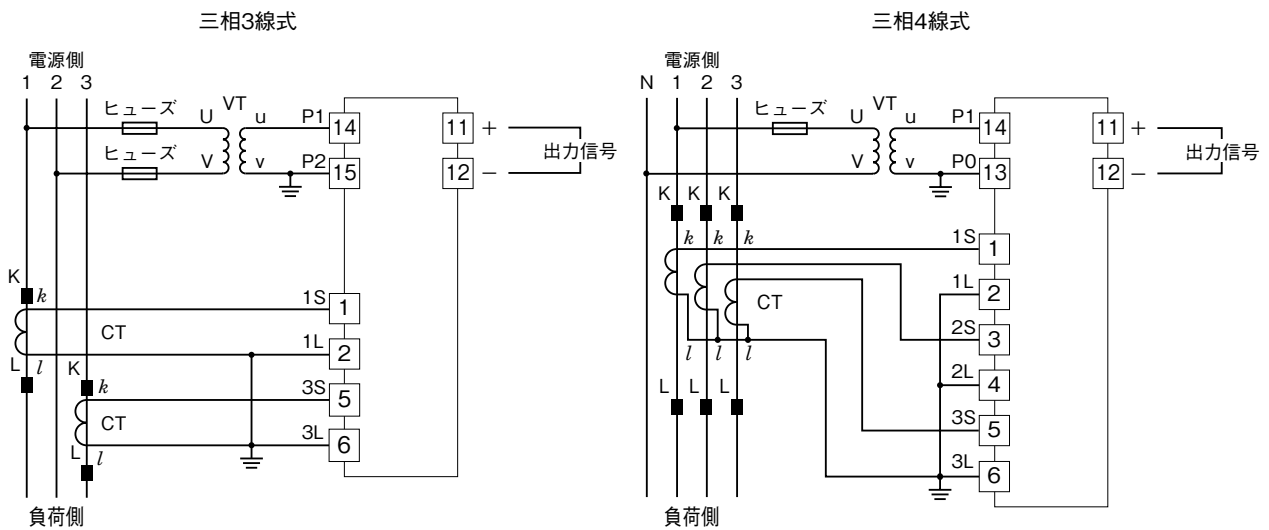 三相3線式
電源側
1 2 3
ヒューズ
U VT u P1 14 11 +
ヒューズ
出力信号
V v P2 15 12 −
K k
1S 1
CT
1L 2
L l K k
3S 5
CT
3L 6
L l
負荷側
三相4線式
電源側
N 1 2 3
ヒューズ
U VT u P1 14 11 +
出力信号
V v P0 13 12 −
K K K
k k k 1S 1
1L 2
CT
2S 3
l l l
2L 4
L L L
3S 5
3L 6
負荷側